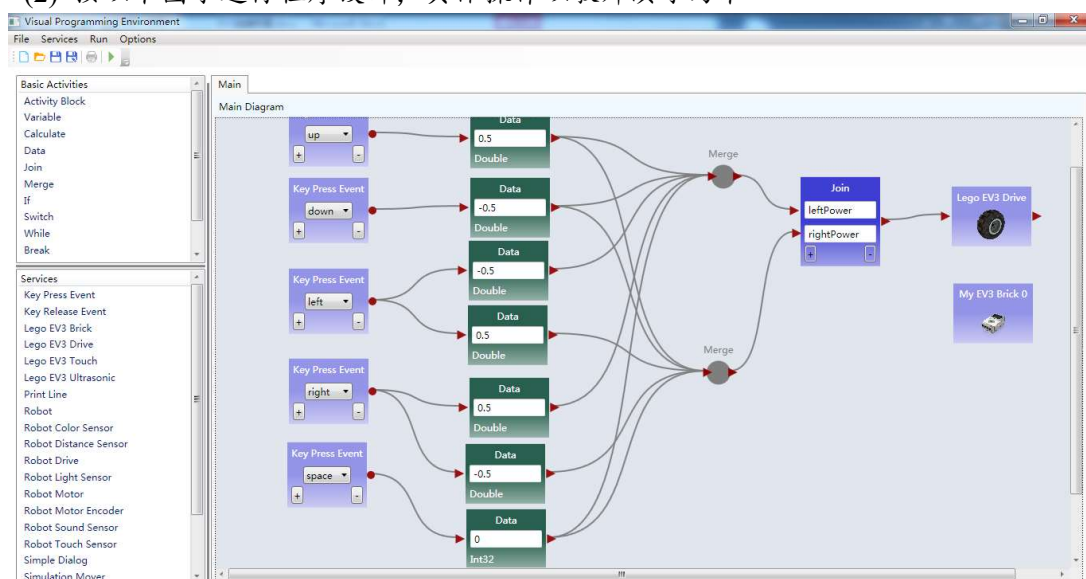 Visual Programming Environment
File Services Run Options
Basic Activities
Activity Block
Variable
Calculate
Data
Join
Merge
If
Switch
While
Break
Services
Key Press Event
Key Release Event
Lego EV3 Brick
Lego EV3 Drive
Lego EV3 Touch
Lego EV3 Ultrasonic
Print Line
Robot
Robot Color Sensor
Robot Distance Sensor
Robot Drive
Robot Light Sensor
Robot Motor
Robot Motor Encoder
Robot Sound Sensor
Robot Touch Sensor
Simple Dialog
Simulation Mover
Main
Main Diagram
up
+ -
Key Press Event
down
+ -
Key Press Event
left
+ -
Key Press Event
right
+ -
Key Press Event
space
+ -
Data
0.5
Double
Data
-0.5
Double
Data
-0.5
Double
Data
0.5
Double
Data
0.5
Double
Data
-0.5
Double
Data
0
Int32
Merge
Merge
Join
leftPower
rightPower
+ -
Lego EV3 Drive
My EV3 Brick 0